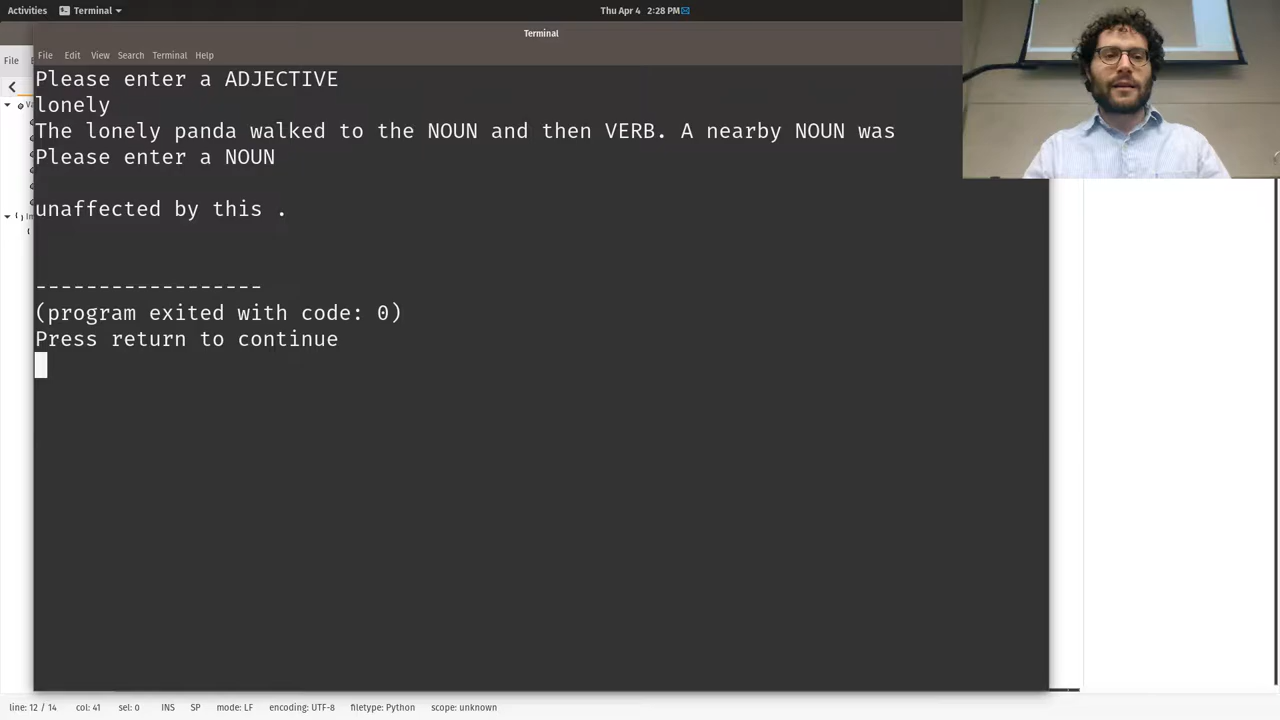 Activities Terminal Thu Apr 4 2:28 PM
Terminal
File
File Edit View Search Terminal Help
Please enter a ADJECTIVE
lonely
The lonely panda walked to the NOUN and then VERB. A nearby NOUN was
Please enter a NOUN
unaffected by this .
------------------
(program exited with code: 0)
Press return to continue
line: 12 / 14 col: 41 sel: 0 INS SP mode: LF encoding: UTF-8 filetype: Python scope: unknown